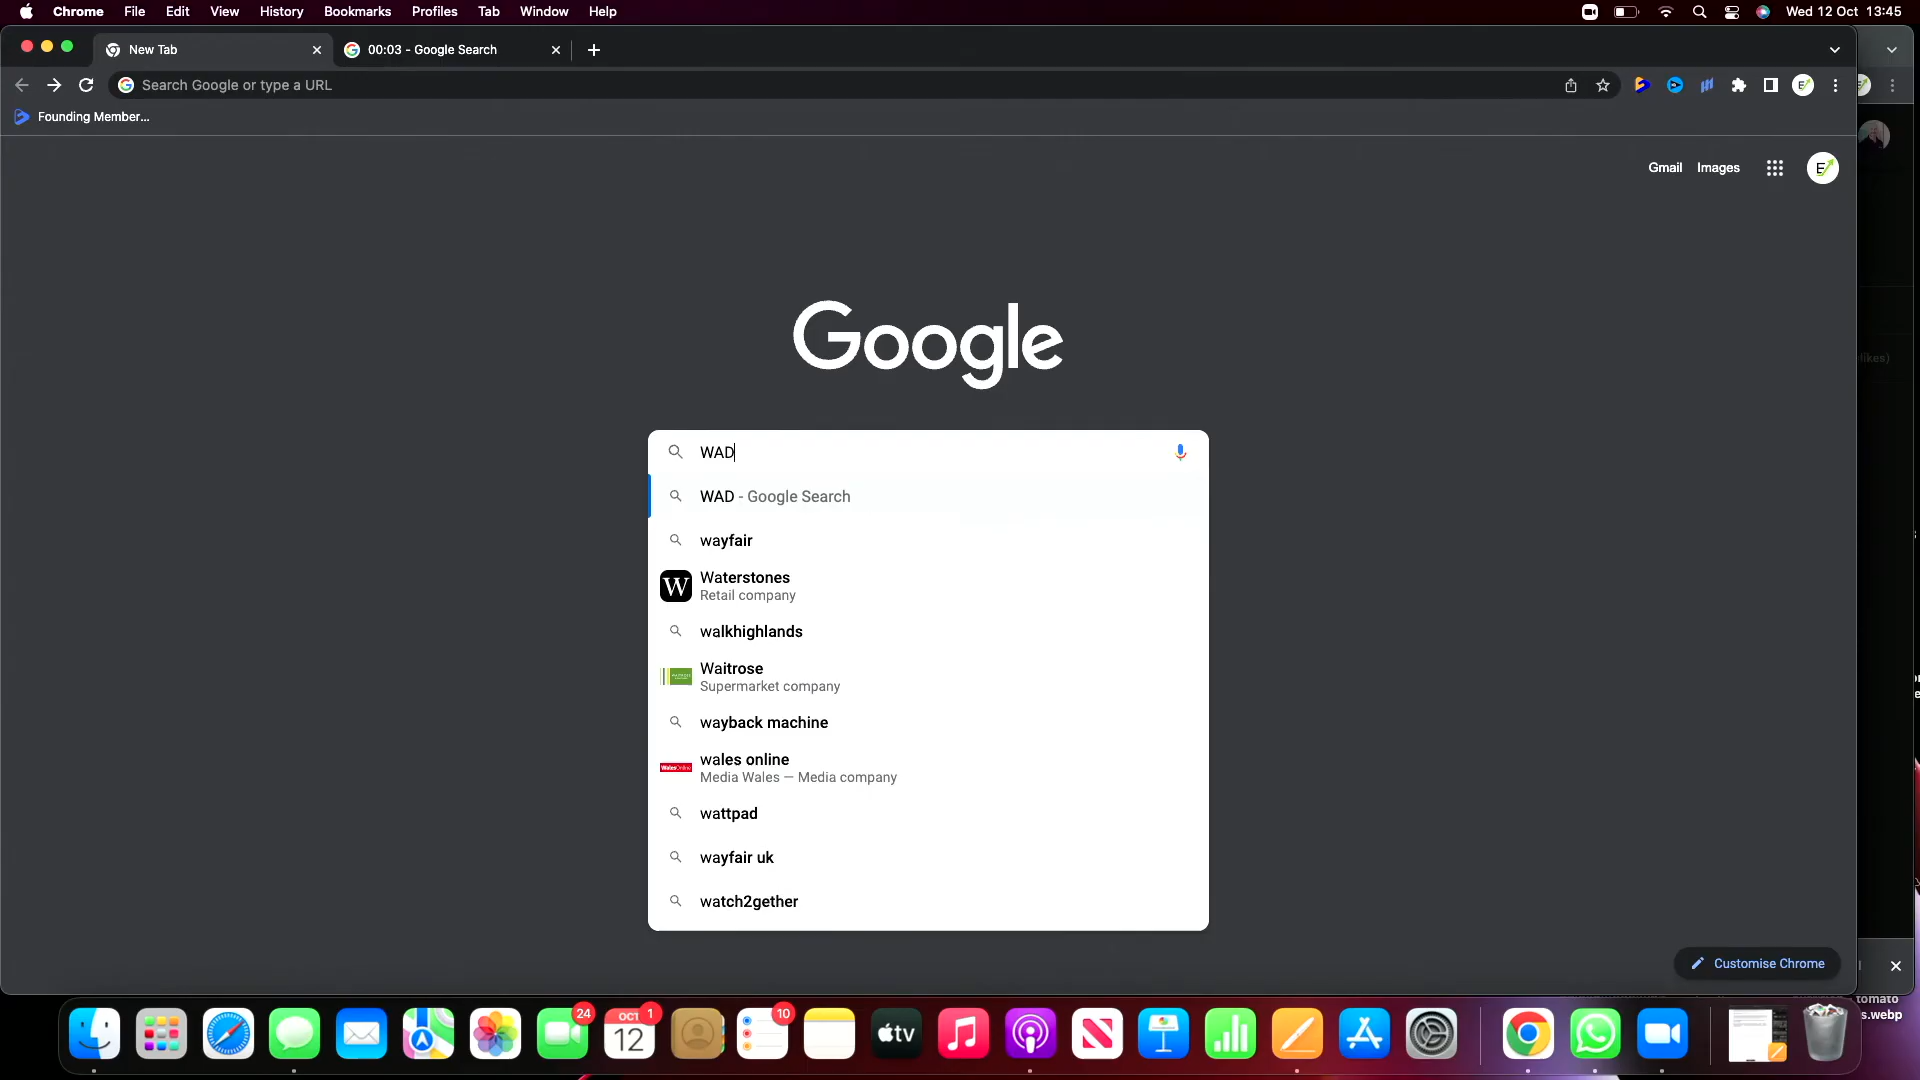 Chrome File Edit View History Bookmarks Profiles Tab Window Help Wed 12 Oct 13:45
New Tab 00:03 - Google Search
Search Google or type a URL
Founding Member...
Gmail Images
Google
WAD
WAD - Google Search
wayfair
Waterstones
Retail company
walkhighlands
Waitrose
Supermarket company
wayback machine
wales online
Media Wales — Media company
wattpad
wayfair uk
watch2gether
Customise Chrome
tomato
s.webp
24
OCT 1
12
10
tv